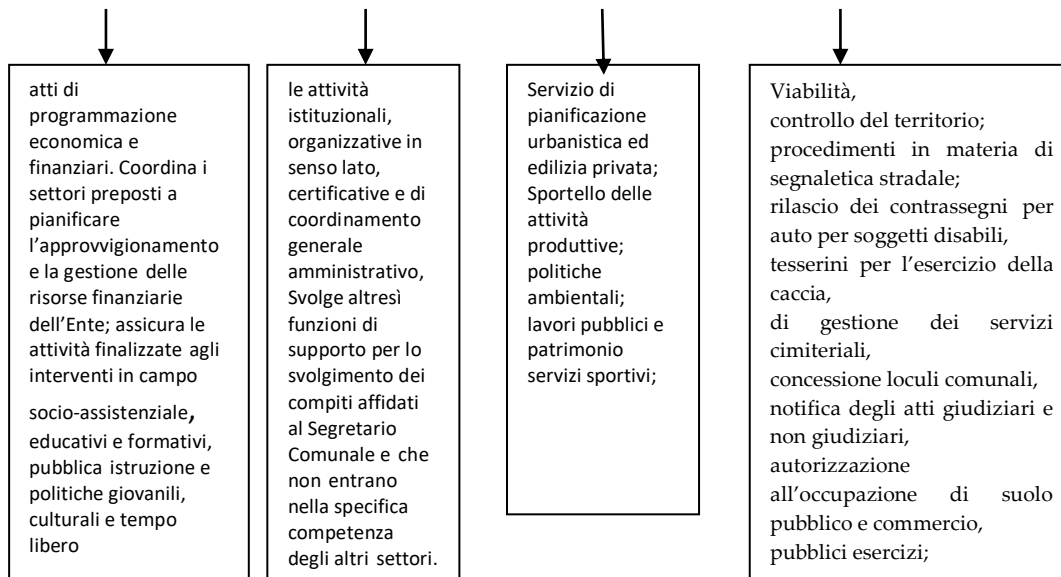 atti di
programmazione
economica e
finanziari. Coordina i
settori preposti a
pianificare
l’approvvigionamento
e la gestione delle
risorse finanziarie
dell’Ente; assicura le
attività finalizzate agli
interventi in campo
socio-assistenziale,
educativi e formativi,
pubblica istruzione e
politiche giovanili,
culturali e tempo
libero
le attività
istituzionali,
organizzative in
senso lato,
certificative e di
coordinamento
generale
amministrativo,
Svolge altresì
funzioni di
supporto per lo
svolgimento dei
compiti affidati
al Segretario
Comunale e che
non entrano
nella specifica
competenza
degli altri settori.
Servizio di
pianificazione
urbanistica ed
edilizia privata;
Sportello delle
attività
produttive;
politiche
ambientali;
lavori pubblici e
patrimonio
servizi sportivi;
Viabilità,
controllo del territorio;
procedimenti in materia di
segnaletica stradale;
rilascio dei contrassegni per
auto per soggetti disabili,
tesserini per l’esercizio della
caccia,
di gestione dei servizi
cimiteriali,
concessione loculi comunali,
notifica degli atti giudiziari e
non giudiziari,
autorizzazione
all’occupazione di suolo
pubblico e commercio,
pubblici esercizi;